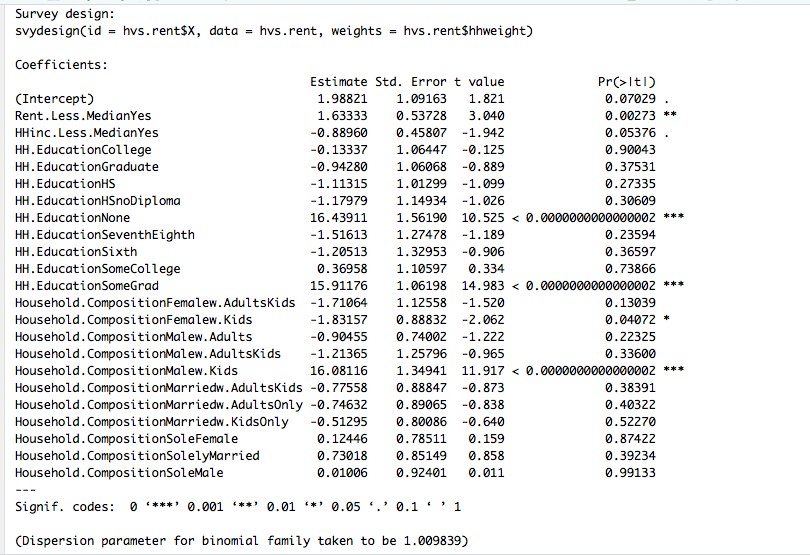 Survey design:
svydesign(id = hvs.rent$X, data = hvs.rent, weights = hvs.rent$hhweight)
Coefficients:
Estimate Std. Error t value Pr(>|t|)
(Intercept) 1.98821 1.09163 1.821 0.07029 .
Rent.Less.MedianYes 1.63333 0.53728 3.040 0.00273 **
HHinc.Less.MedianYes -0.88960 0.45807 -1.942 0.05376 .
HH.EducationCollege -0.13337 1.06447 -0.125 0.90043
HH.EducationGraduate -0.94280 1.06068 -0.889 0.37531
HH.EducationHS -1.11315 1.01299 -1.099 0.27335
HH.EducationHSnoDiploma -1.17979 1.14934 -1.026 0.30609
HH.EducationNone 16.43911 1.56190 10.525 < 0.0000000000000002 ***
HH.EducationSeventhEighth -1.51613 1.27478 -1.189 0.23594
HH.EducationSixth -1.20513 1.32953 -0.906 0.36597
HH.EducationSomeCollege 0.36958 1.10597 0.334 0.73866
HH.EducationSomeGrad 15.91176 1.06198 14.983 < 0.0000000000000002 ***
Household.CompositionFemalew.AdultsKids -1.71064 1.12558 -1.520 0.13039
Household.CompositionFemalew.Kids -1.83157 0.88832 -2.062 0.04072 *
Household.CompositionMalew.Adults -0.90455 0.74002 -1.222 0.22325
Household.CompositionMalew.AdultsKids -1.21365 1.25796 -0.965 0.33600
Household.CompositionMalew.Kids 16.08116 1.34941 11.917 < 0.0000000000000002 ***
Household.CompositionMarriedw.AdultsKids -0.77558 0.88847 -0.873 0.38391
Household.CompositionMarriedw.AdultsOnly -0.74632 0.89065 -0.838 0.40322
Household.CompositionMarriedw.KidsOnly -0.51295 0.80086 -0.640 0.52270
Household.CompositionSoleFemale 0.12446 0.78511 0.159 0.87422
Household.CompositionSolelyMarried 0.73018 0.85149 0.858 0.39234
Household.CompositionSoleMale 0.01006 0.92401 0.011 0.99133
---
Signif. codes: 0 ‘***’ 0.001 ‘**’ 0.01 ‘*’ 0.05 ‘.’ 0.1 ‘ ’ 1
(Dispersion parameter for binomial family taken to be 1.009839)